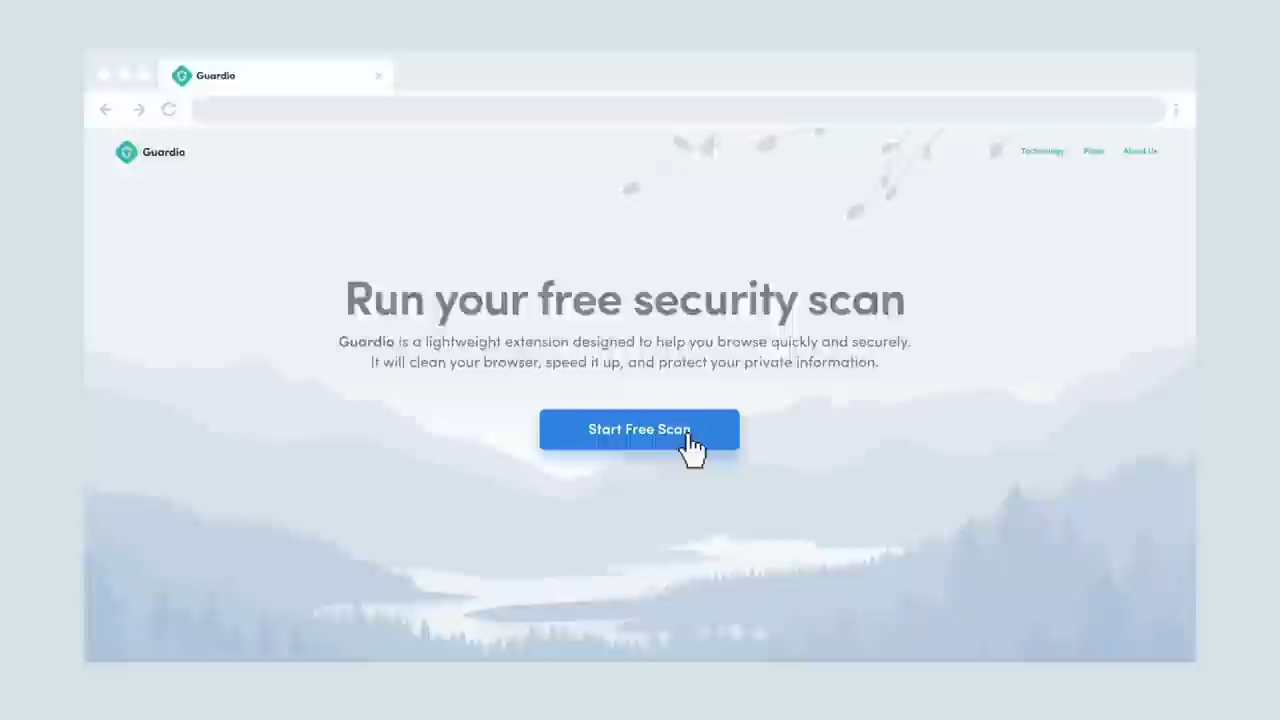 Guardio
Guardio
Technology Plans About Us
Run your free security scan
Guardio is a lightweight extension designed to help you browse quickly and securely.
It will clean your browser, speed it up, and protect your private information.
Start Free Scan